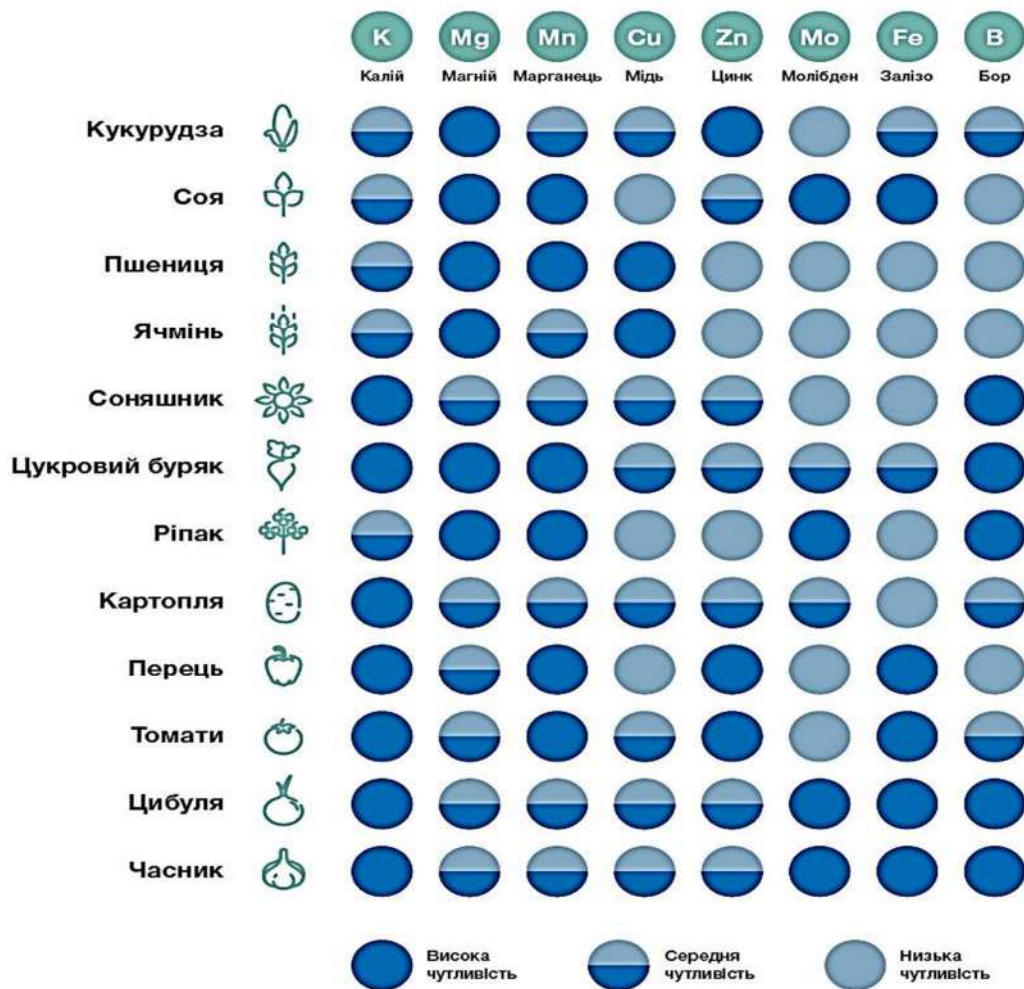 K Mg Mn Cu Zn Mo Fe B
Калій Магній Марганець Мідь Цинк Молібден Залізо Бор
Кукурудза
Соя
Пшениця
Ячмінь
Соняшник
Цукровий буряк
Ріпак
Картопля
Перець
Томати
Цибуля
Часник
Висока
чутливість
Середня
чутливість
Низька
чутливість